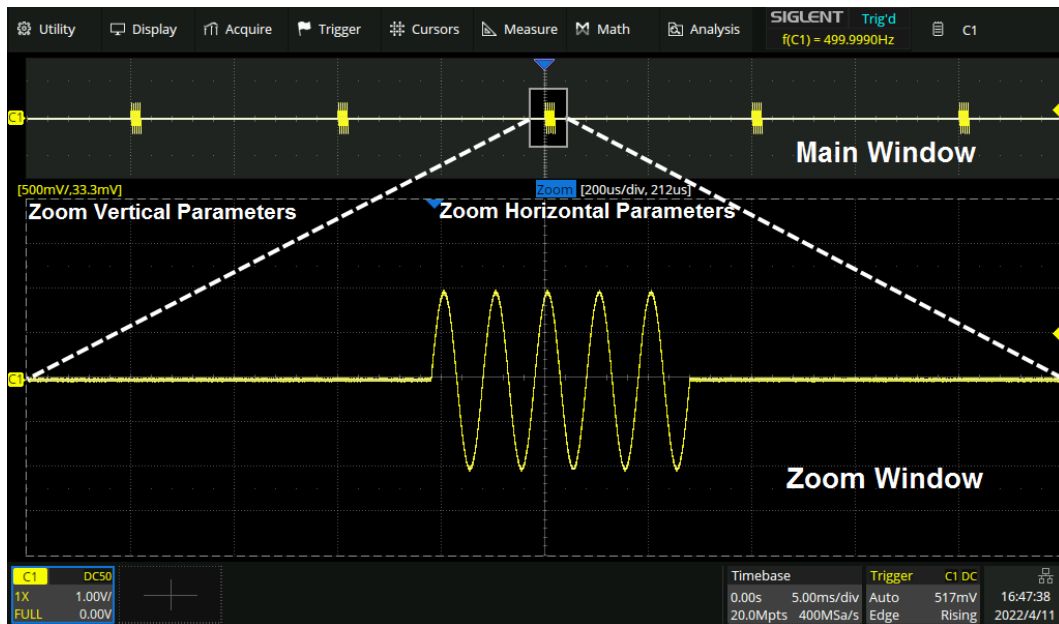 Utility Display Acquire Trigger Cursors Measure Math Analysis SIGLENT Trig'd C1
f(C1) = 499.9990Hz
C1
Main Window
[500mV/,33.3mV] Zoom [200us/div, 212us]
Zoom Vertical Parameters Zoom Horizontal Parameters
C1
Zoom Window
C1 DC50 Timebase Trigger C1 DC
1X 1.00V/ 0.00s 5.00ms/div Auto 517mV 16:47:38
FULL 0.00V 20.0Mpts 400MSa/s Edge Rising 2022/4/11